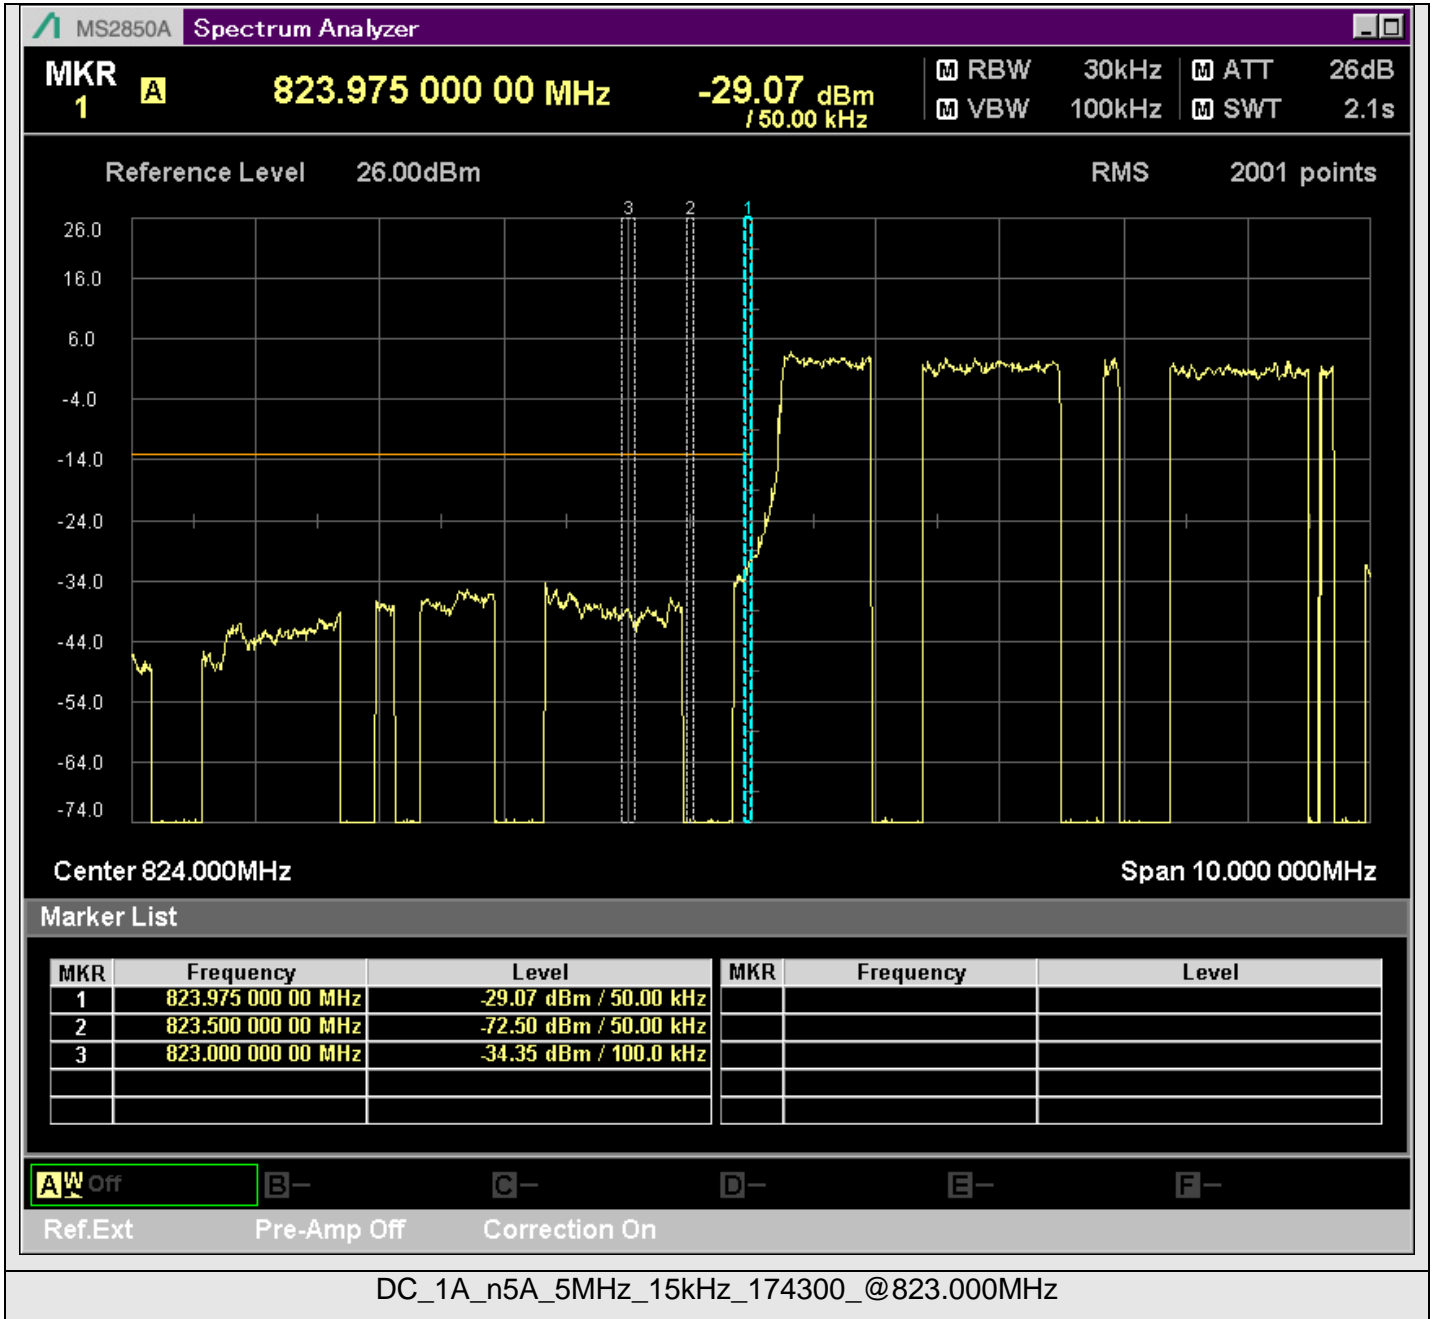 MS2850A Spectrum Analyzer
MKR 1 A 823.975 000 00 MHz -29.07 dBm / 50.00 kHz
M RBW 30kHz M ATT 26dB
M VBW 100kHz M SWT 2.1s
Reference Level 26.00dBm RMS 2001 points
3 2 1
26.0
16.0
6.0
-4.0
-14.0
-24.0
-34.0
-44.0
-54.0
-64.0
-74.0
Center 824.000MHz Span 10.000 000MHz
Marker List
MKR Frequency Level MKR Frequency Level
1 823.975 000 00 MHz -29.07 dBm / 50.00 kHz
2 823.500 000 00 MHz -72.50 dBm / 50.00 kHz
3 823.000 000 00 MHz -34.35 dBm / 100.0 kHz
A W Off B – C – D – E – F –
Ref.Ext Pre-Amp Off Correction On
DC_1A_n5A_5MHz_15kHz_174300_@823.000MHz